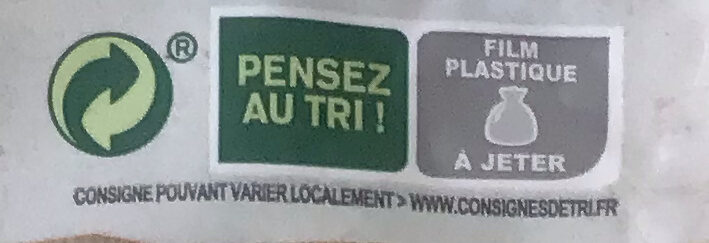 ®
PENSEZ
AU TRI !
FILM
PLASTIQUE
À JETER
CONSIGNE POUVANT VARIER LOCALEMENT > WWW.CONSIGNESDETRI.FR